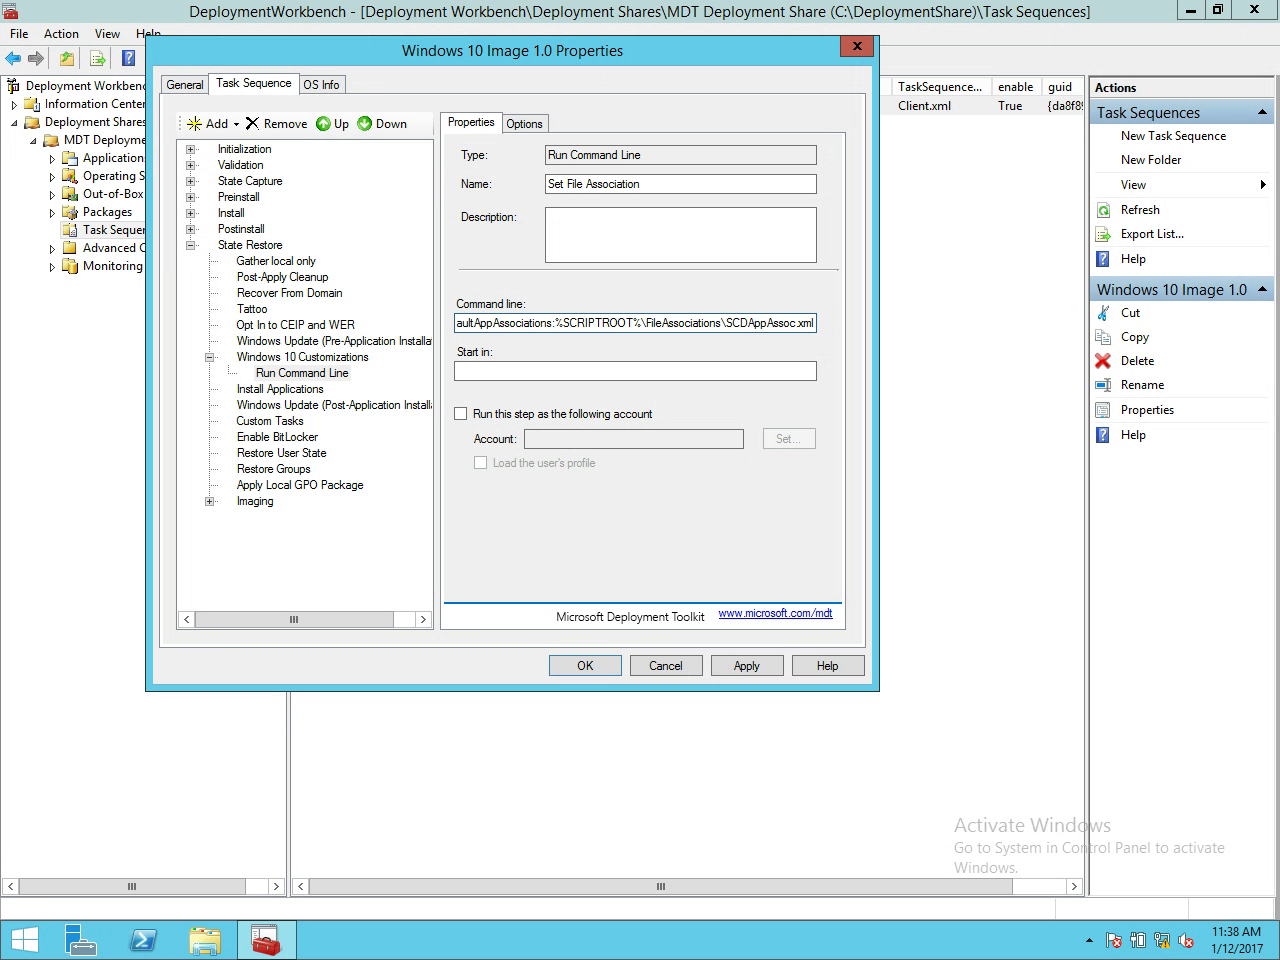 DeploymentWorkbench - [Deployment Workbench\Deployment Shares\MDT Deployment Share (C:\DeploymentShare)\Task Sequences]
File Action View Help
Windows 10 Image 1.0 Properties
Deployment Workbenc
Information Center
Deployment Shares
MDT Deployme
Applications
Operating S
Out-of-Box
Packages
Task Sequen
Advanced C
Monitoring
General Task Sequence OS Info
Add Remove Up Down
Initialization
Validation
State Capture
Preinstall
Install
Postinstall
State Restore
Gather local only
Post-Apply Cleanup
Recover From Domain
Tattoo
Opt In to CEIP and WER
Windows Update (Pre-Application Installa
Windows 10 Customizations
Run Command Line
Install Applications
Windows Update (Post-Application Install
Custom Tasks
Enable BitLocker
Restore User State
Restore Groups
Apply Local GPO Package
Imaging
Properties Options
Type: Run Command Line
Name: Set File Association
Description:
Command line:
aultAppAssociations:%SCRIPTROOT%\FileAssociations\SCDAppAssoc.xml
Start in:
Run this step as the following account
Account: Set...
Load the user's profile
Microsoft Deployment Toolkit www.microsoft.com/mdt
OK Cancel Apply Help
TaskSequence... enable guid
Client.xml True {da8f89
Actions
Task Sequences
New Task Sequence
New Folder
View
Refresh
Export List...
Help
Windows 10 Image 1.0
Cut
Copy
Delete
Rename
Properties
Help
Activate Windows
Go to System in Control Panel to activate
Windows.
11:38 AM
1/12/2017